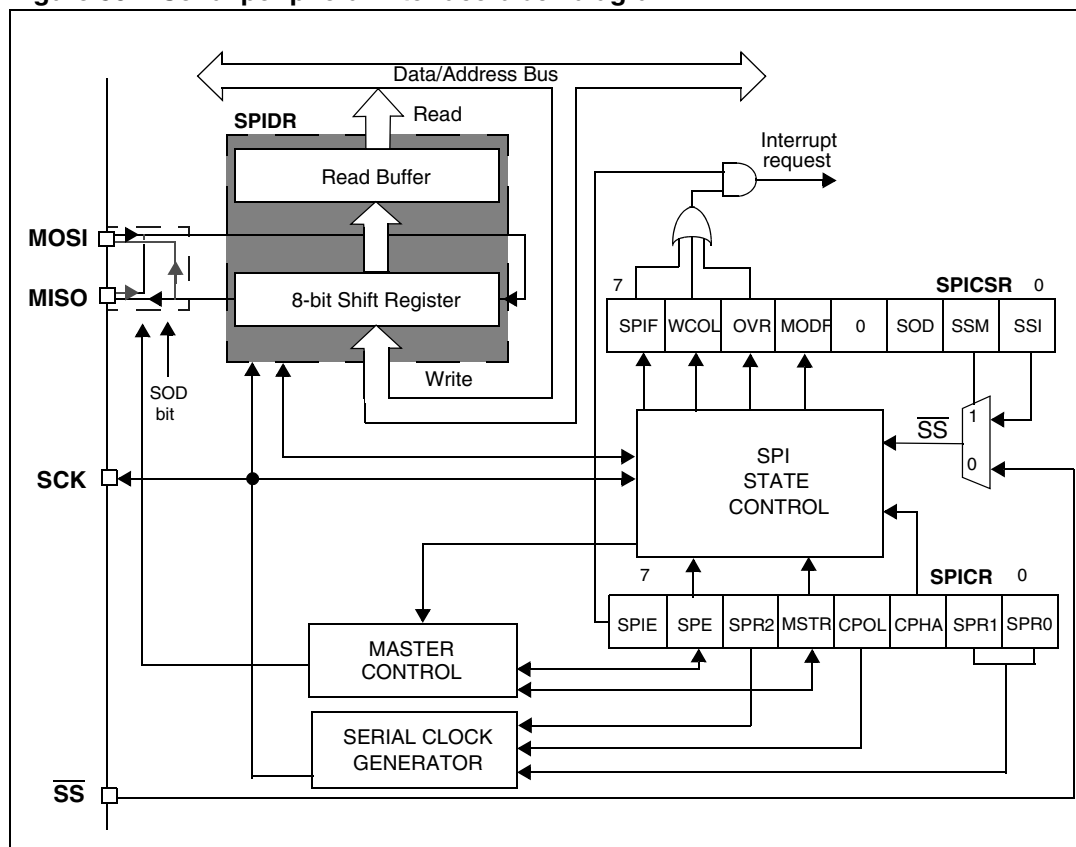 Data/Address Bus
SPIDR
Read
Read Buffer
Interrupt
request
MOSI
MISO
8-bit Shift Register
7
SPICSR
0
SPIF
WCOL
OVR
MODF
0
SOD
SSM
SSI
Write
SOD
bit
1
SS
0
SPI
STATE
CONTROL
SCK
7
SPICR
0
SPIE
SPE
SPR2
MSTR
CPOL
CPHA
SPR1
SPR0
MASTER
CONTROL
SERIAL CLOCK
GENERATOR
SS